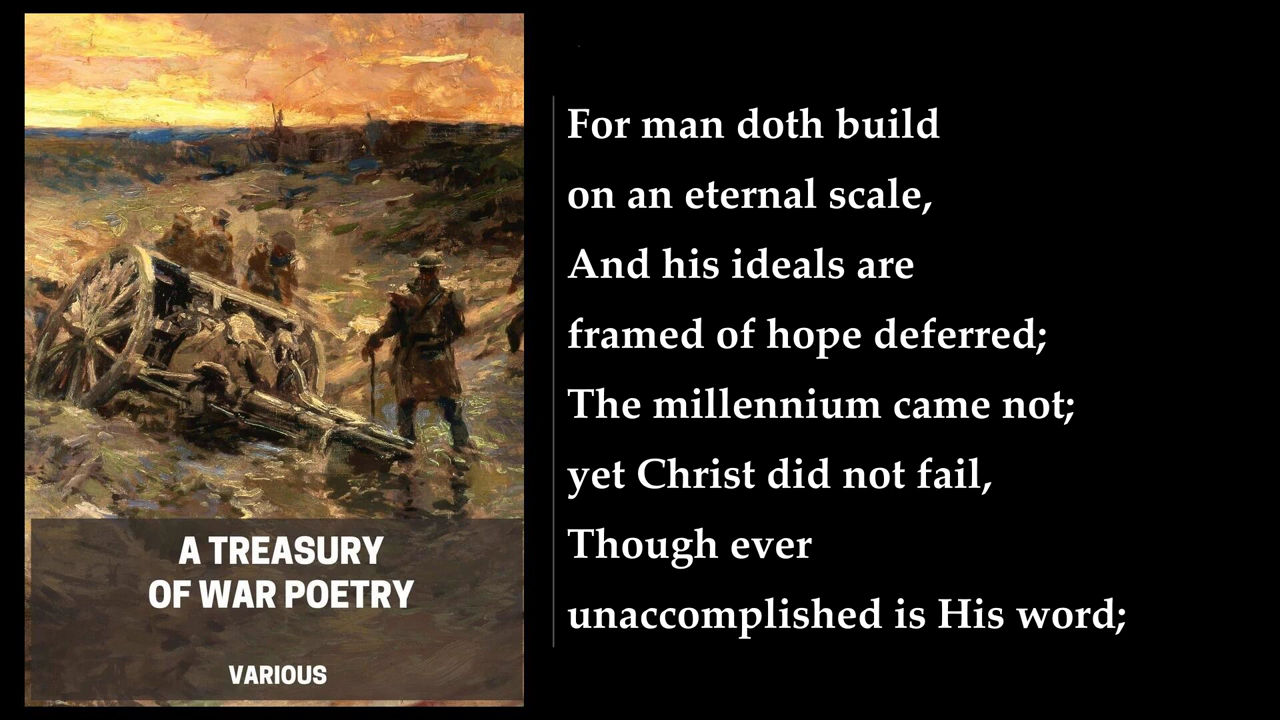 A TREASURY
OF WAR POETRY
VARIOUS
For man doth build
on an eternal scale,
And his ideals are
framed of hope deferred;
The millennium came not;
yet Christ did not fail,
Though ever
unaccomplished is His word;